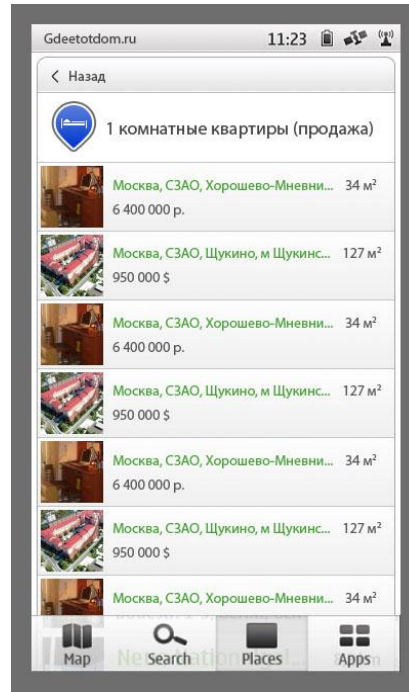 Gdeetotdom.ru 11:23
Назад
1 комнатные квартиры (продажа)
Москва, СЗАО, Хорошево-Мневни... 34 м²
6 400 000 р.
Москва, СЗАО, Щукино, м Щукинс... 127 м²
950 000 $
Москва, СЗАО, Хорошево-Мневни... 34 м²
6 400 000 р.
Москва, СЗАО, Щукино, м Щукинс... 127 м²
950 000 $
Москва, СЗАО, Хорошево-Мневни... 34 м²
6 400 000 р.
Москва, СЗАО, Щукино, м Щукинс... 127 м²
950 000 $
Москва, СЗАО, Хорошево-Мневни... 34 м²
Map Search Places Apps